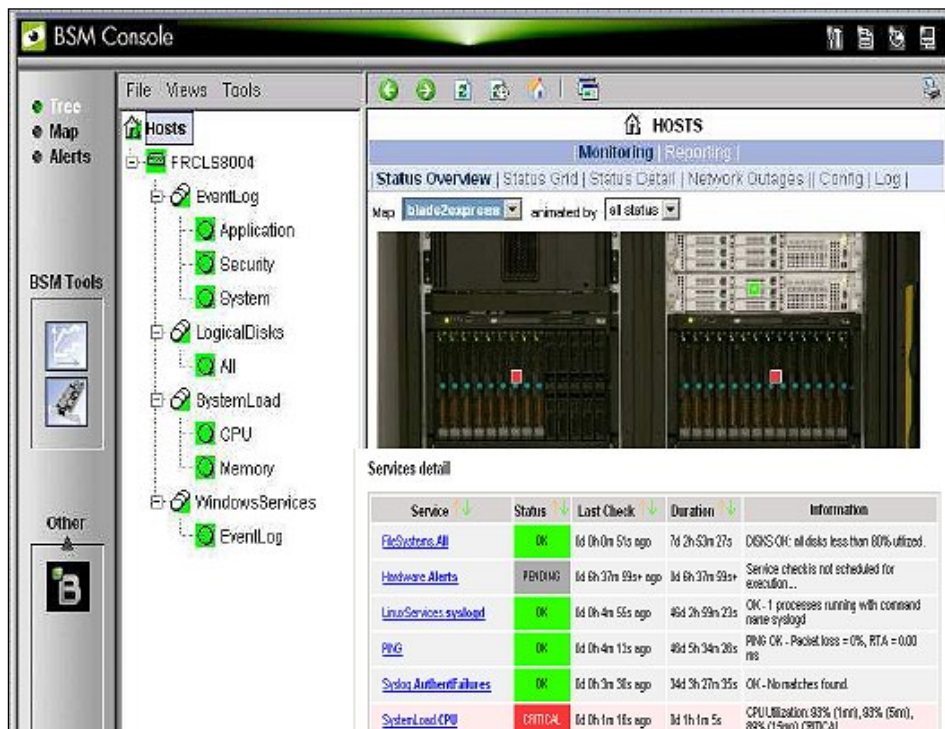 BSM Console
Tree
Map
Alerts
BSM Tools
Other
File Views Tools
Hosts
FRCLS8004
EventLog
Application
Security
System
LogicalDisks
All
SystemLoad
CPU
Memory
WindowsServices
EventLog
HOSTS
Monitoring | Reporting |
| Status Overview | Status Grid | Status Detail | Network Outages || Config | Log |
Map blade2express animated by all status
Services detail
Service Status Last Check Duration Information
FileSystems.All OK 0d 0h 0m 51s ago 7d 2h 53m 27s DISKS OK: all disks less than 80% utilized.
Hardware.Alerts PENDING 0d 6h 37m 59s+ ago 0d 6h 37m 59s+ Service check is not scheduled for
execution...
LinuxServices.syslogd OK 0d 0h 4m 56s ago 46d 2h 59m 23s OK - 1 processes running with command
name syslogd
PING OK 0d 0h 4m 13s ago 46d 5h 34m 26s PING OK - Packet loss = 0%, RTA = 0.00
ms
Syslog.AuthentFailures OK 0d 0h 3m 30s ago 34d 3h 27m 35s OK - No matches found.
SystemLoad.CPU CRITICAL 0d 0h 1m 16s ago 0d 1h 1m 5s CPU Utilization: 93% (1mn), 93% (5mn),
89% (15mn) CRITICAL